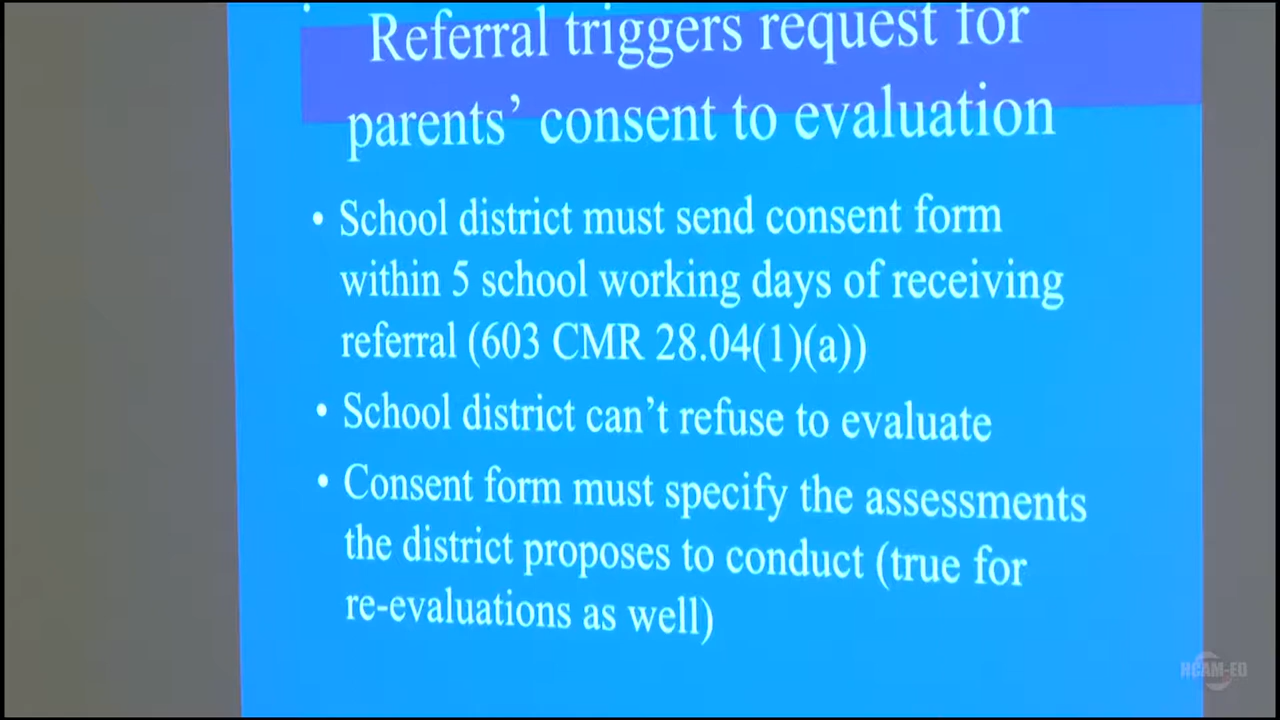 Referral triggers request for
parents’ consent to evaluation
• School district must send consent form
within 5 school working days of receiving
referral (603 CMR 28.04(1)(a))
• School district can’t refuse to evaluate
• Consent form must specify the assessments
the district proposes to conduct (true for
re-evaluations as well)
HCAM-ED